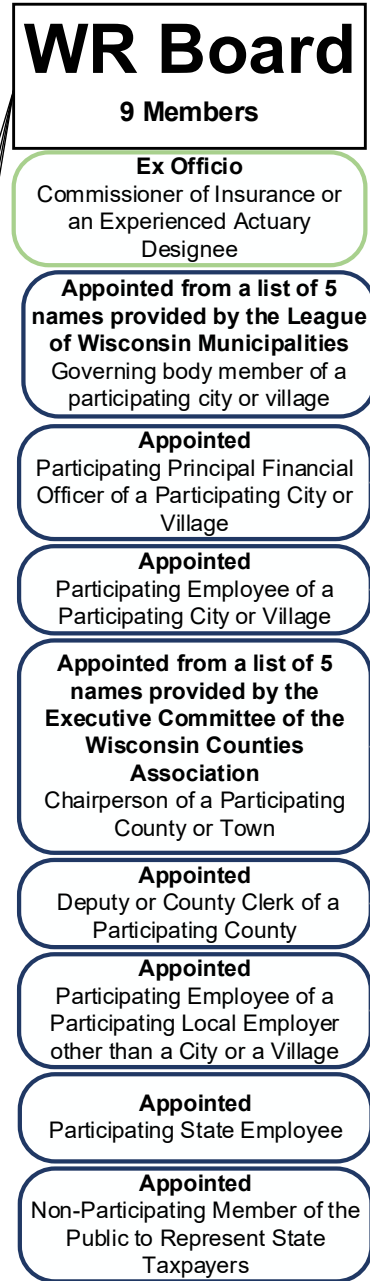 WR Board
9 Members
Ex Officio
Commissioner of Insurance or
an Experienced Actuary
Designee
Appointed from a list of 5
names provided by the League
of Wisconsin Municipalities
Governing body member of a
participating city or village
Appointed
Participating Principal Financial
Officer of a Participating City or
Village
Appointed
Participating Employee of a
Participating City or Village
Appointed from a list of 5
names provided by the
Executive Committee of the
Wisconsin Counties
Association
Chairperson of a Participating
County or Town
Appointed
Deputy or County Clerk of a
Participating County
Appointed
Participating Employee of a
Participating Local Employer
other than a City or a Village
Appointed
Participating State Employee
Appointed
Non-Participating Member of the
Public to Represent State
Taxpayers